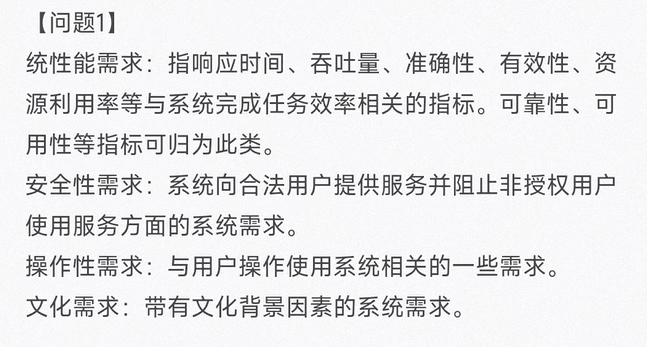 【问题1】
统性能需求：指响应时间、吞吐量、准确性、有效性、资
源利用率等与系统完成任务效率相关的指标。可靠性、可
用性等指标可归为此类。
安全性需求：系统向合法用户提供服务并阻止非授权用户
使用服务方面的系统需求。
操作性需求：与用户操作使用系统相关的一些需求。
文化需求：带有文化背景因素的系统需求。